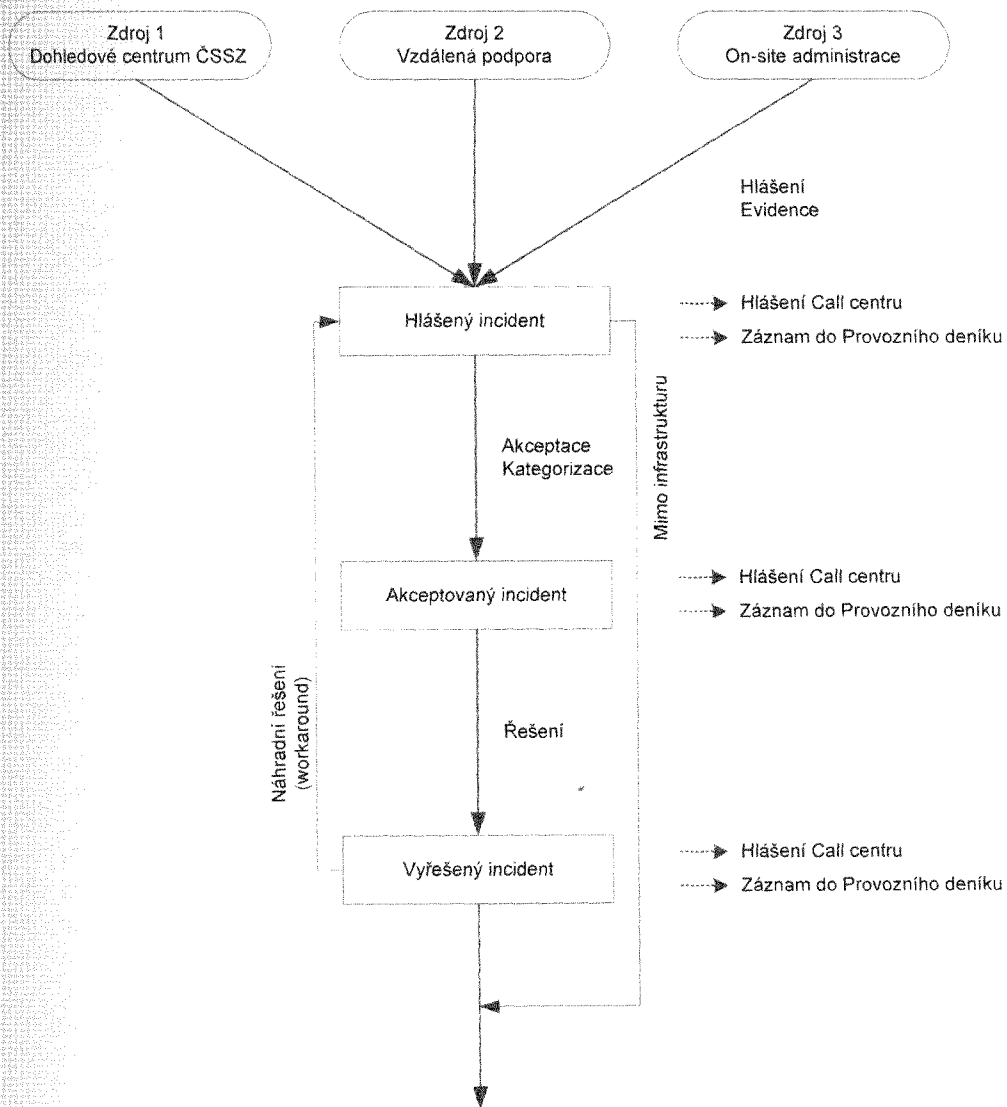 Zdroj 1
Dohledové centrum ČSSZ
Zdroj 2
Vzdálená podpora
Zdroj 3
On-site administrace
Hlášení
Evidence
Hlášený incident
Hlášení Call centru
Záznam do Provozního deníku
Mimo infrastrukturu
Akceptace
Kategorizace
Akceptovaný incident
Hlášení Call centru
Záznam do Provozního deníku
Náhradní řešení
(workaround)
Řešení
Vyřešený incident
Hlášení Call centru
Záznam do Provozního deníku